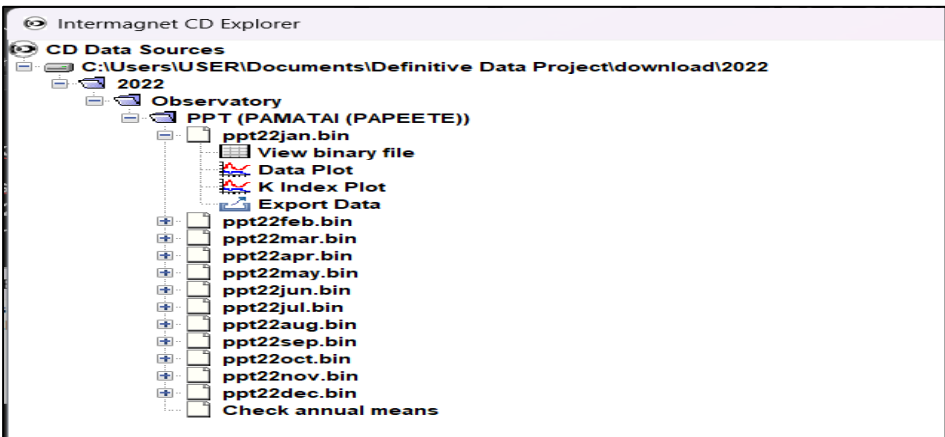 Intermagnet CD Explorer
CD Data Sources
C:\Users\USER\Documents\Definitive Data Project\download\2022
2022
Observatory
PPT (PAMATAI (PAPEETE))
ppt22jan.bin
View binary file
Data Plot
K Index Plot
Export Data
ppt22feb.bin
ppt22mar.bin
ppt22apr.bin
ppt22may.bin
ppt22jun.bin
ppt22jul.bin
ppt22aug.bin
ppt22sep.bin
ppt22oct.bin
ppt22nov.bin
ppt22dec.bin
Check annual means